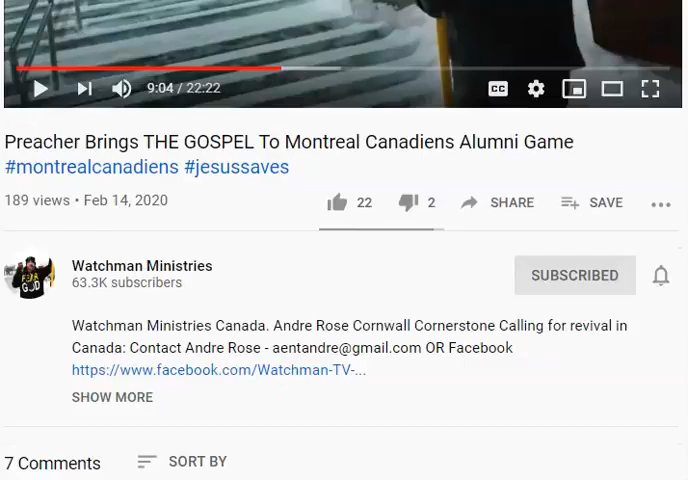 9:04 / 22:22
CC
Preacher Brings THE GOSPEL To Montreal Canadiens Alumni Game
#montrealcanadiens #jesussaves
189 views • Feb 14, 2020
22
2
SHARE
SAVE
Watchman Ministries
63.3K subscribers
SUBSCRIBED
FEAR
GOD
Watchman Ministries Canada. Andre Rose Cornwall Cornerstone Calling for revival in
Canada: Contact Andre Rose - aentandre@gmail.com OR Facebook
https://www.facebook.com/Watchman-TV-...
SHOW MORE
7 Comments
SORT BY